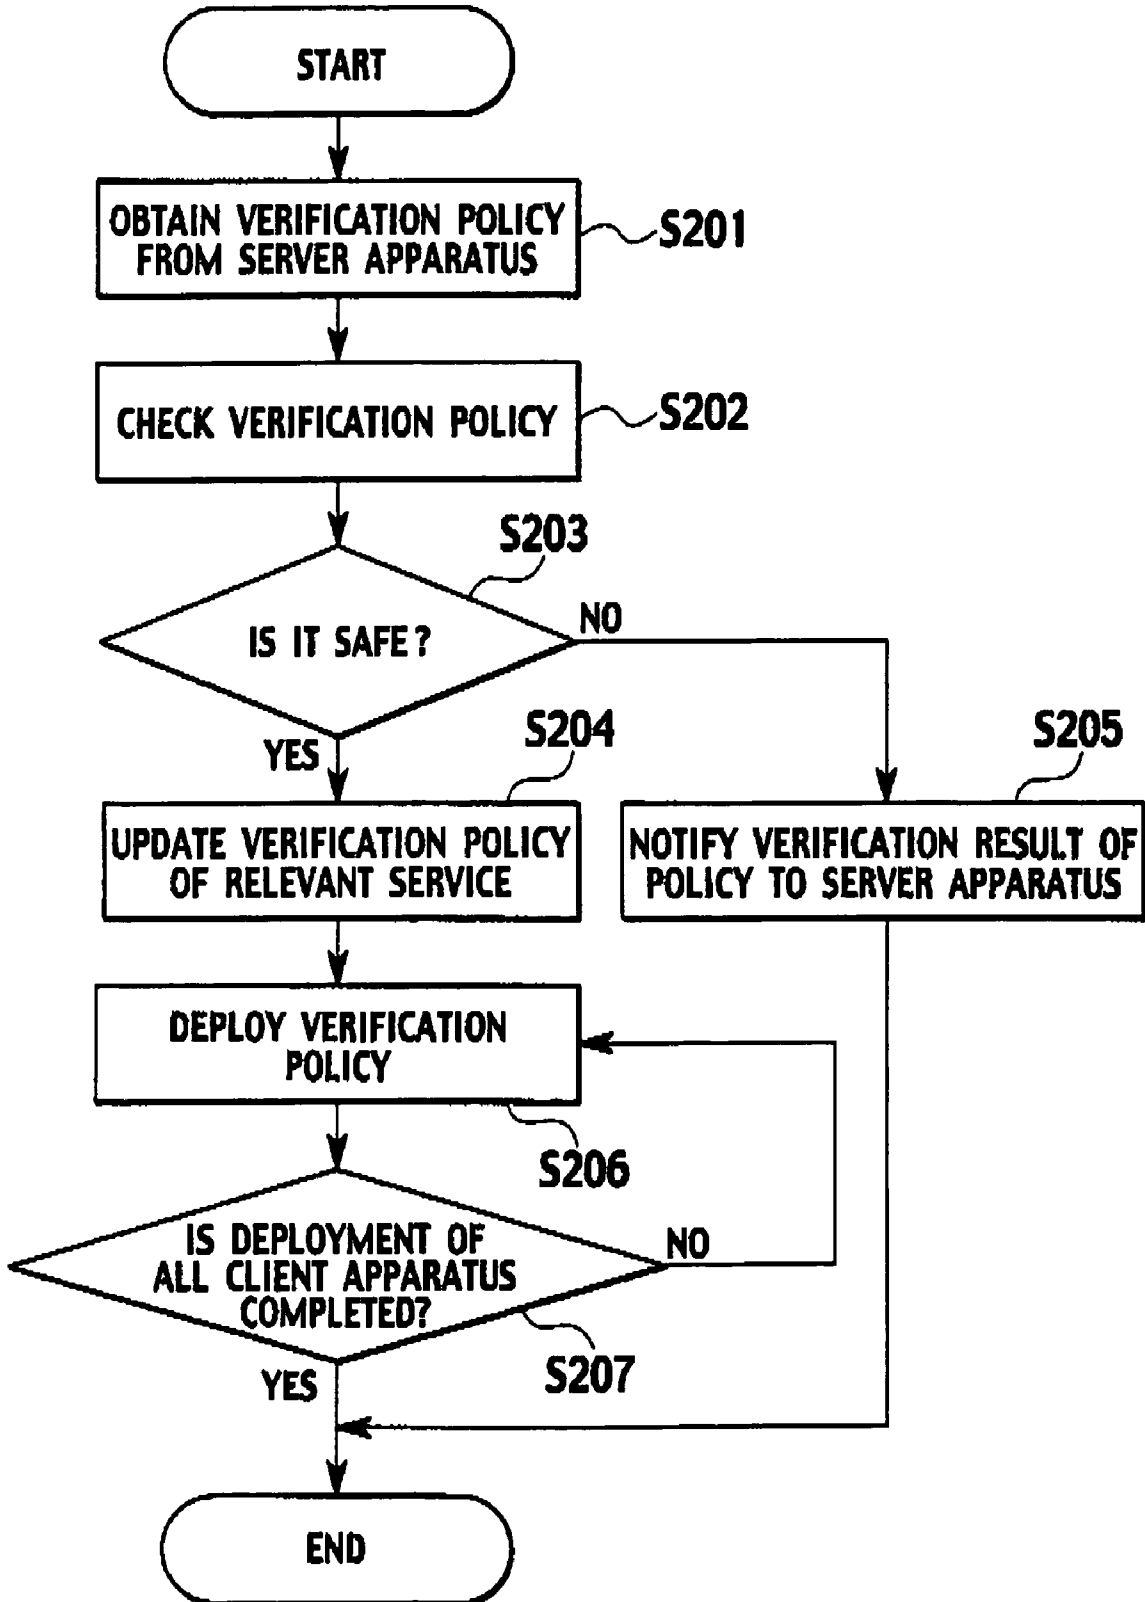 START
OBTAIN VERIFICATION POLICY
FROM SERVER APPARATUS
S201
CHECK VERIFICATION POLICY
S202
S203
IS IT SAFE?
NO
YES
S204
S205
UPDATE VERIFICATION POLICY
OF RELEVANT SERVICE
NOTIFY VERIFICATION RESULT OF
POLICY TO SERVER APPARATUS
DEPLOY VERIFICATION
POLICY
S206
IS DEPLOYMENT OF
ALL CLIENT APPARATUS
COMPLETED?
NO
S207
YES
END